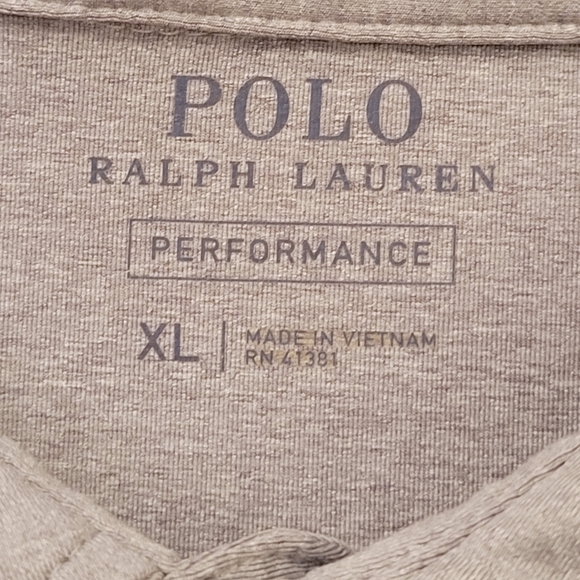 POLO
RALPH LAUREN
PERFORMANCE
XL
MADE IN VIETNAM
RN 41381